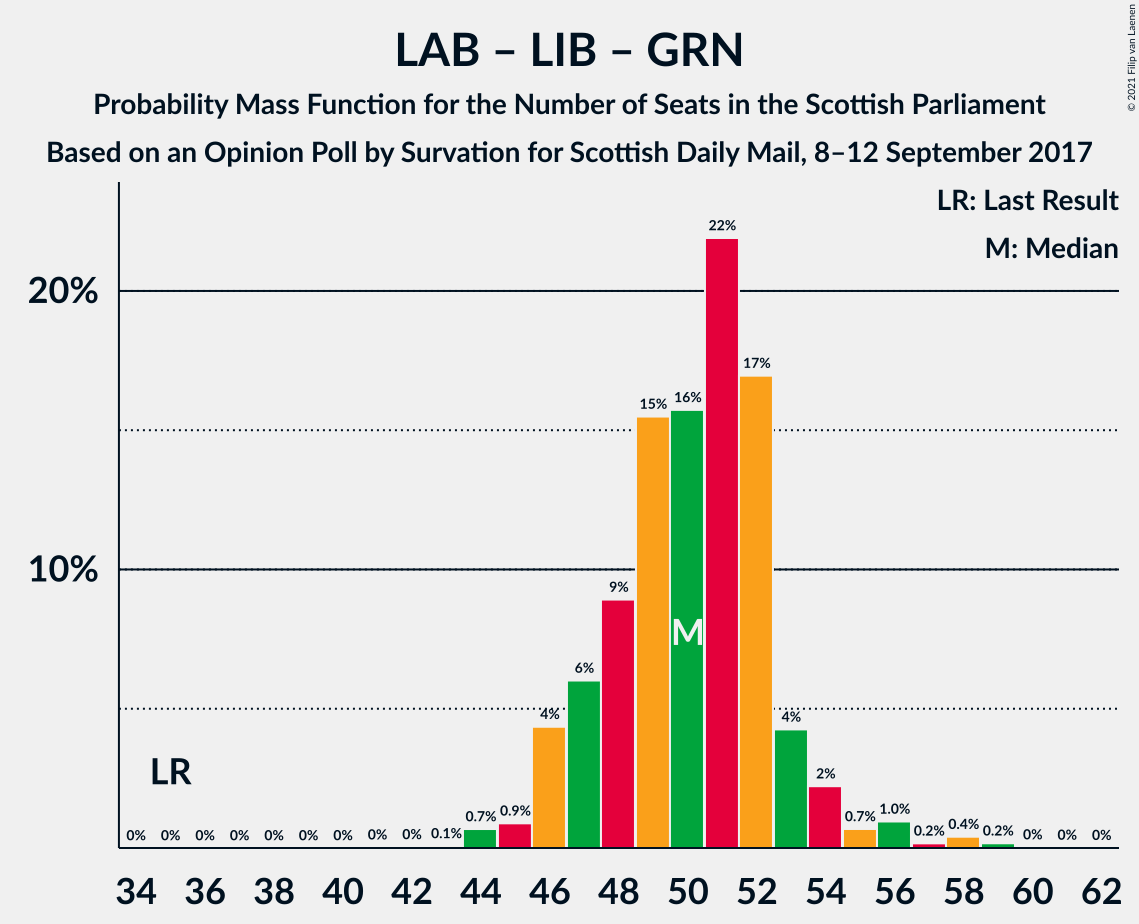 LAB – LIB – GRN
Probability Mass Function for the Number of Seats in the Scottish Parliament
Based on an Opinion Poll by Survation for Scottish Daily Mail, 8–12 September 2017
© 2021 Filip van Laenen
LR: Last Result
M: Median
22%
20%
17%
16%
15%
10%
9%
6%
M
4%
4%
LR
2%
0% 0% 0% 0% 0% 0% 0% 0% 0% 0.1% 0.7% 0.9% 0.7% 1.0% 0.2% 0.4% 0.2% 0% 0% 0%
34 36 38 40 42 44 46 48 50 52 54 56 58 60 62